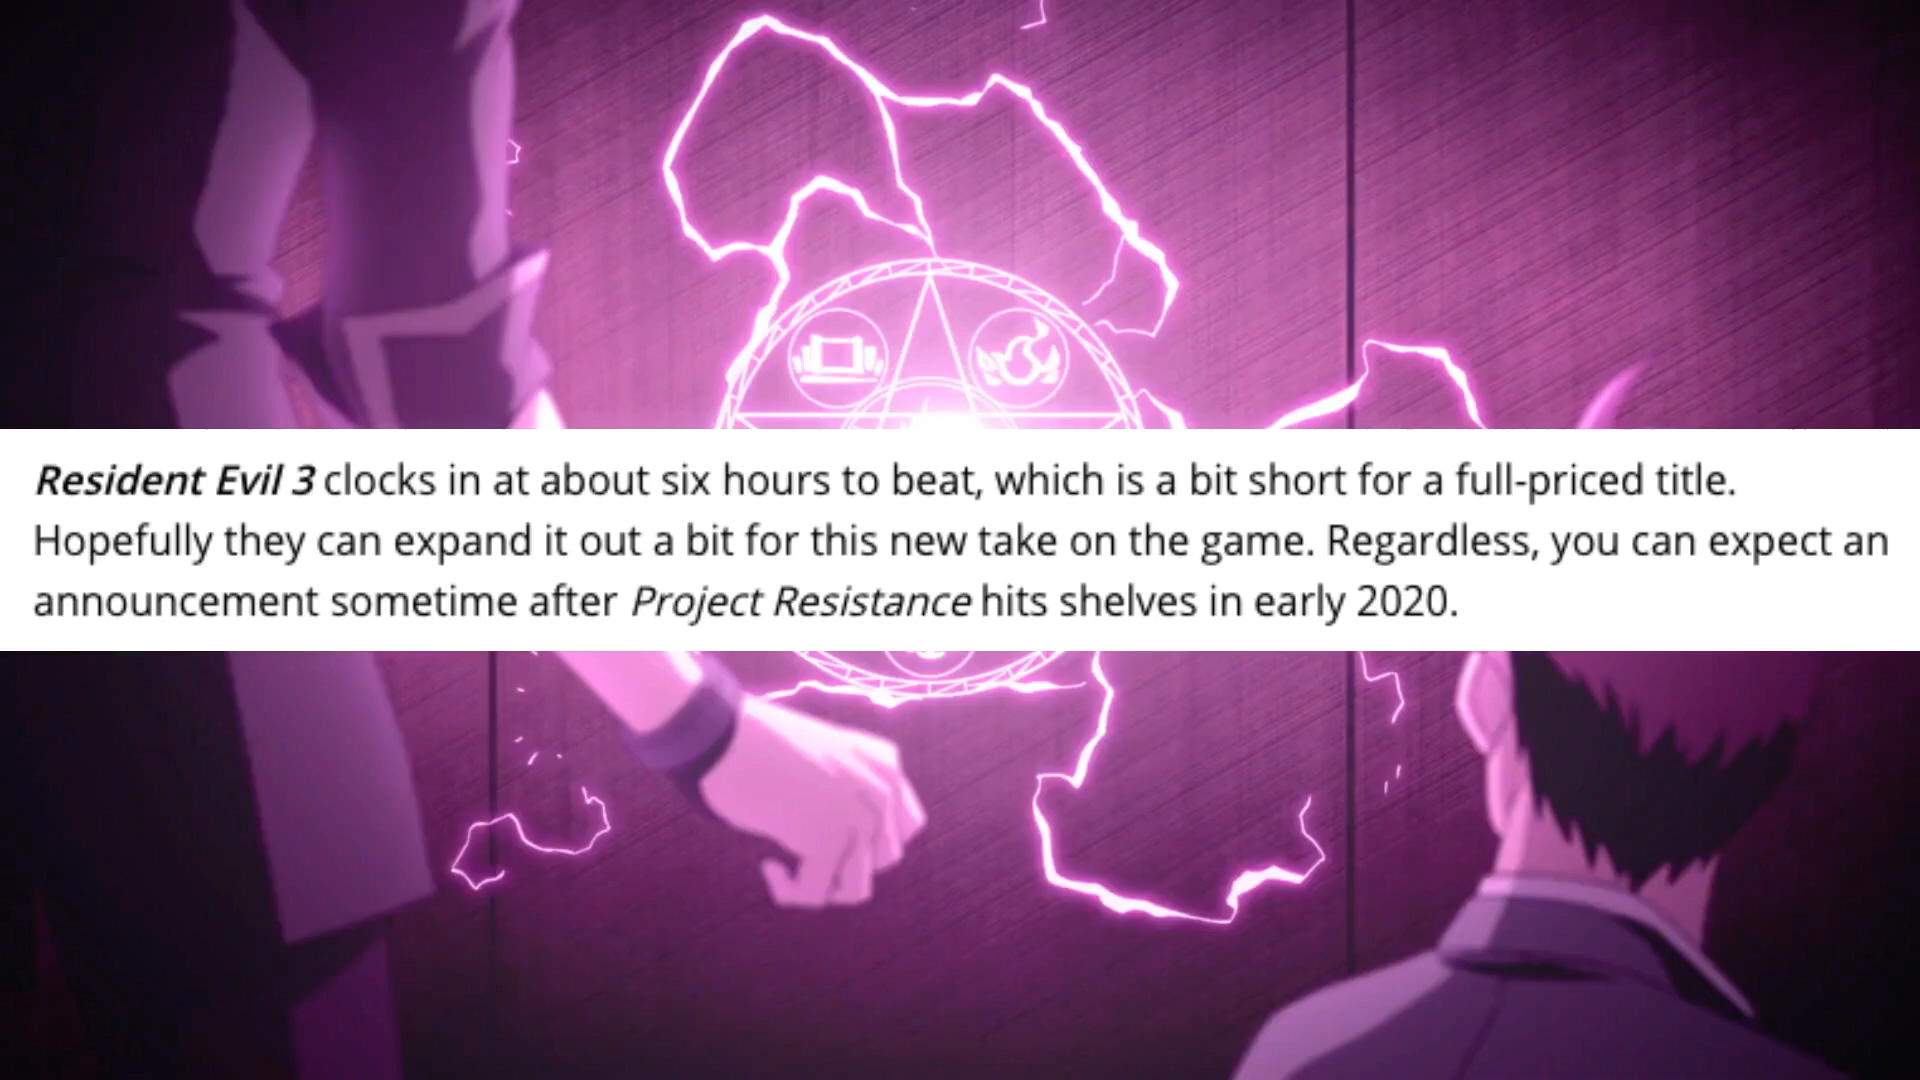 Resident Evil 3 clocks in at about six hours to beat, which is a bit short for a full-priced title.
Hopefully they can expand it out a bit for this new take on the game. Regardless, you can expect an
announcement sometime after Project Resistance hits shelves in early 2020.